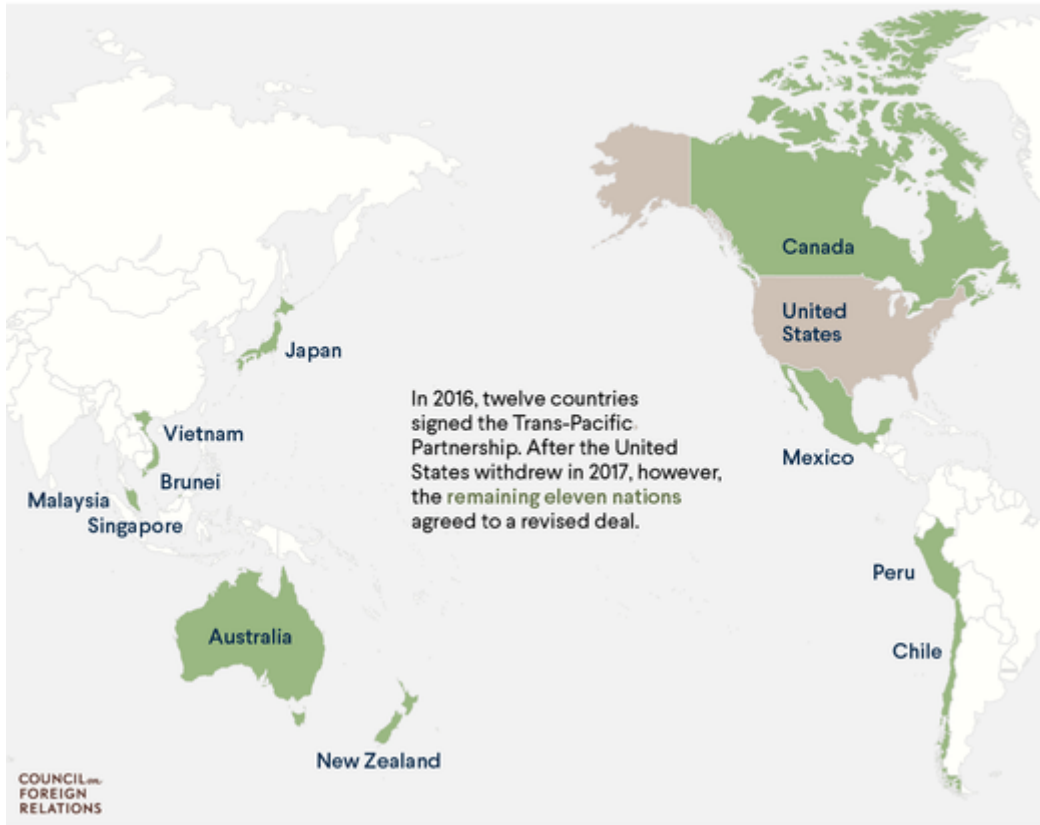 Canada
United
States
Japan
In 2016, twelve countries
signed the Trans-Pacific
Partnership. After the United
States withdrew in 2017, however,
the remaining eleven nations
agreed to a revised deal.
Vietnam
Brunei
Malaysia
Singapore
Mexico
Peru
Australia
Chile
New Zealand
COUNCIL on
FOREIGN
RELATIONS